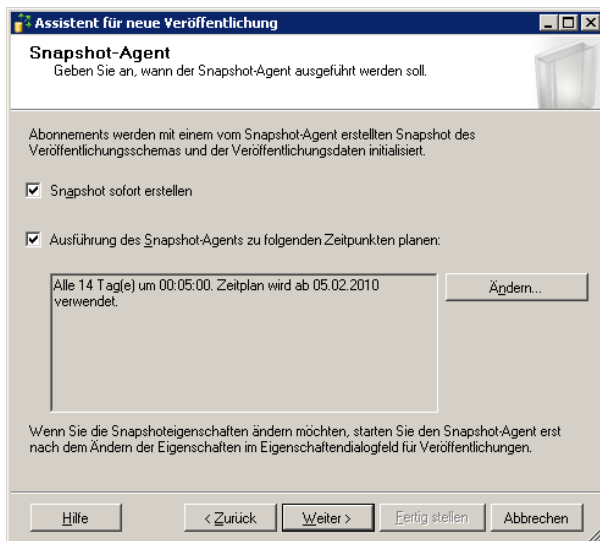 Assistent für neue Veröffentlichung
Snapshot-Agent
Geben Sie an, wann der Snapshot-Agent ausgeführt werden soll.
Abonnements werden mit einem vom Snapshot-Agent erstellten Snapshot des
Veröffentlichungsschemas und der Veröffentlichungsdaten initialisiert.
Snapshot sofort erstellen
Ausführung des Snapshot-Agents zu folgenden Zeitpunkten planen:
Alle 14 Tag(e) um 00:05:00. Zeitplan wird ab 05.02.2010
verwendet.
Ändern...
Wenn Sie die Snapshoteigenschaften ändern möchten, starten Sie den Snapshot-Agent erst
nach dem Ändern der Eigenschaften im Eigenschaftendialogfeld für Veröffentlichungen.
Hilfe
< Zurück
Weiter >
Fertig stellen
Abbrechen